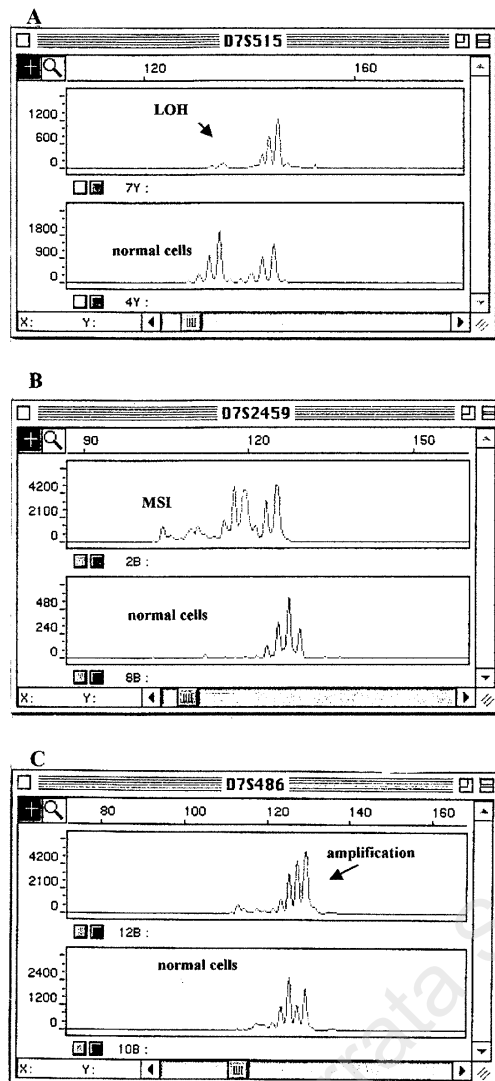 A
D7S515
120 160
LOH
1200
600
0
7Y :
1800
900
0
normal cells
4Y :
X: Y:
B
D7S2459
90 120 150
MSI
4200
2100
0
2B :
480
240
0
normal cells
8B :
X: Y:
C
D7S486
80 100 120 140 160
amplification
4200
2100
0
12B :
normal cells
2400
1200
0
10B :
X: Y: